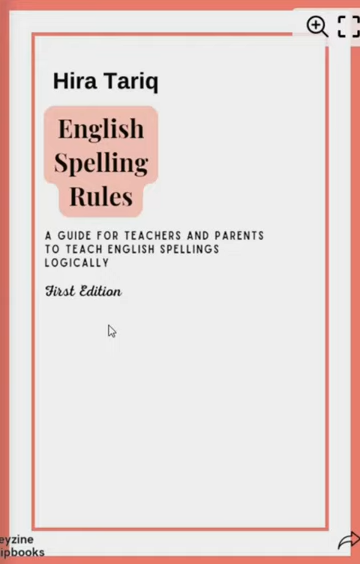 Hira Tariq
English
Spelling
Rules
A GUIDE FOR TEACHERS AND PARENTS
TO TEACH ENGLISH SPELLINGS
LOGICALLY
First Edition
eyzine
ipbooks